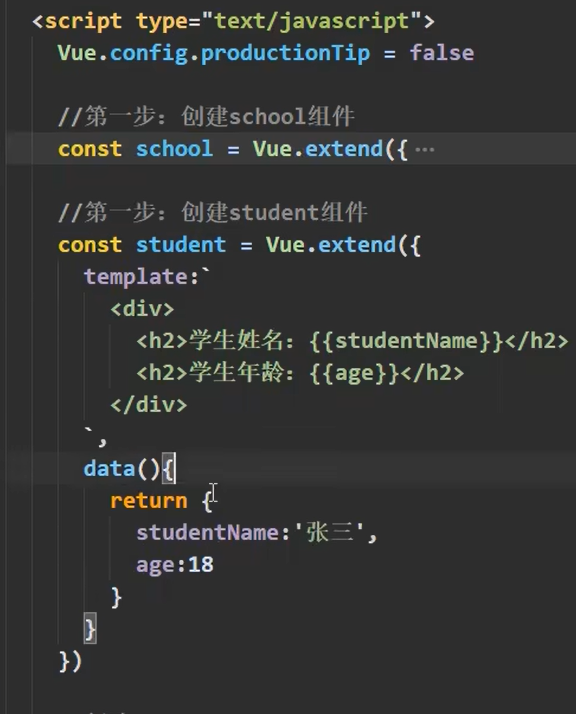 <script type="text/javascript">
Vue.config.productionTip = false
//第一步：创建school组件
const school = Vue.extend({ ···
//第一步：创建student组件
const student = Vue.extend({
template:`
<div>
<h2>学生姓名：{{studentName}}</h2>
<h2>学生年龄：{{age}}</h2>
</div>
`,
data(){
return {
studentName:'张三',
age:18
}
}
})